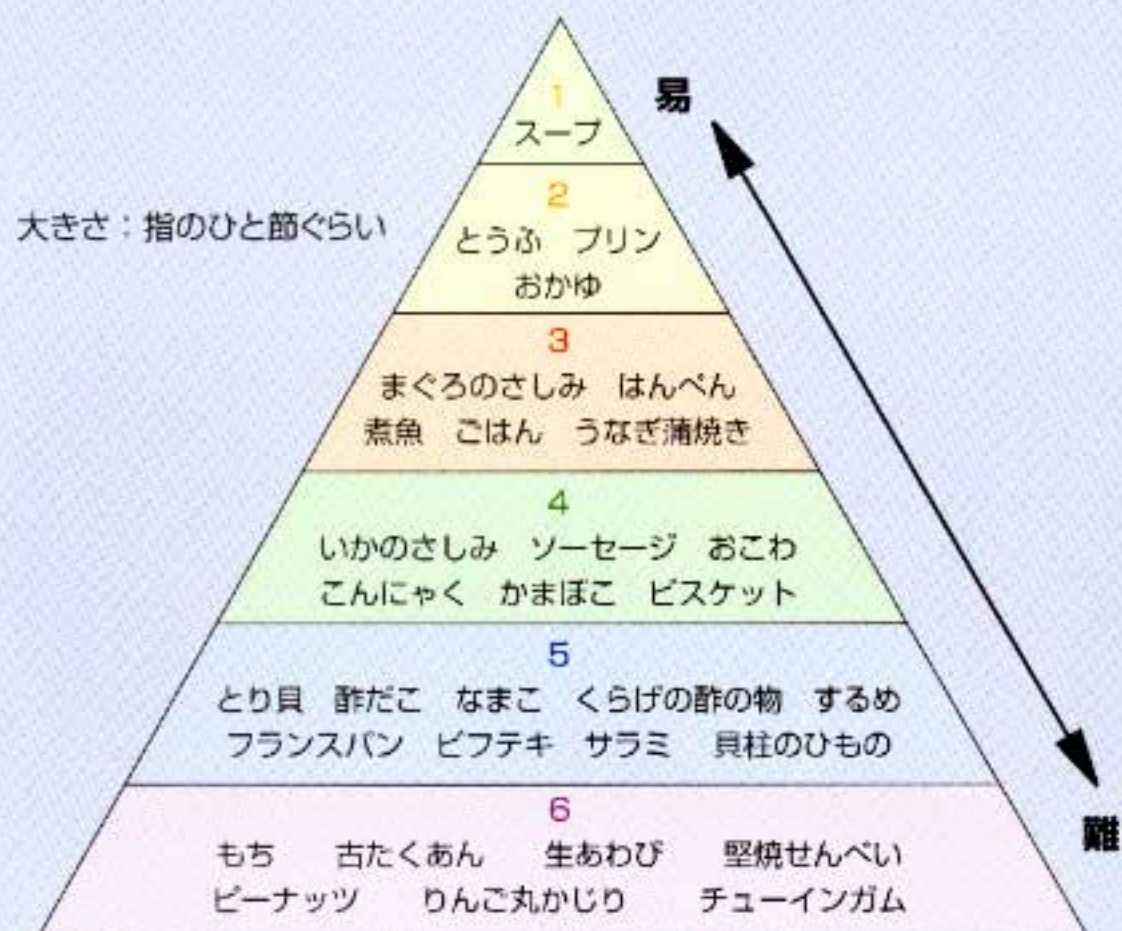 1
易
スープ
2
大きさ：指のひと節ぐらい
とうふ プリン
おかゆ
3
まぐろのさしみ はんぺん
煮魚 ごはん うなぎ蒲焼き
4
いかのさしみ ソーセージ おこわ
こんにゃく かまぼこ ビスケット
5
とり貝 酢だこ なまこ くらげの酢の物 するめ
フランスパン ビフテキ サラミ 貝柱のひもの
6
難
もち 古たくあん 生あわび 堅焼せんべい
ピーナッツ りんご丸かじり チューインガム